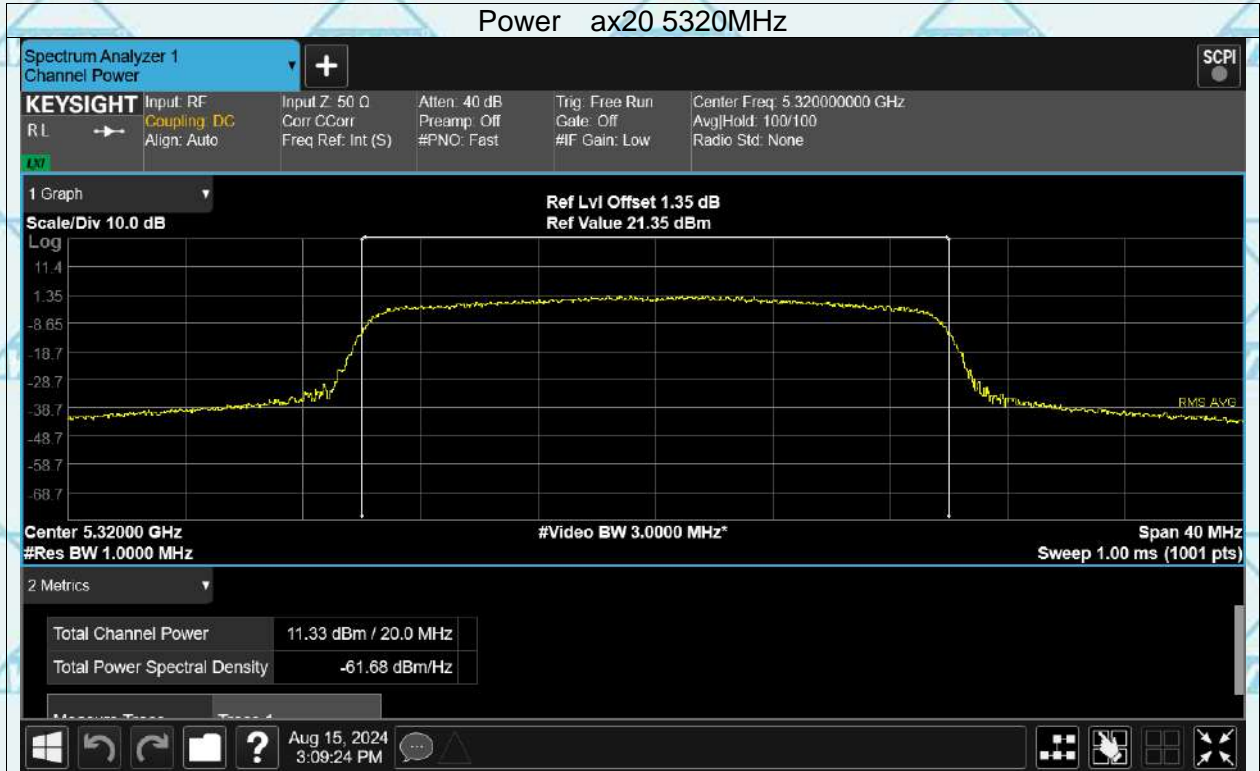 Power ax20 5320MHz
Spectrum Analyzer 1
Channel Power
+
SCPI
KEYSIGHT
RL
LXI
Input: RF
Coupling: DC
Align: Auto
Input Z: 50 Ω
Corr CCorr
Freq Ref: Int (S)
Atten: 40 dB
Preamp: Off
#PNO: Fast
Trig: Free Run
Gate: Off
#IF Gain: Low
Center Freq: 5.320000000 GHz
Avg|Hold: 100/100
Radio Std: None
1 Graph
Scale/Div 10.0 dB
Ref Lvl Offset 1.35 dB
Ref Value 21.35 dBm
Log
11.4
1.35
-8.65
-18.7
-28.7
-38.7
-48.7
-58.7
-68.7
RMS AVG
Center 5.32000 GHz
#Res BW 1.0000 MHz
#Video BW 3.0000 MHz*
Span 40 MHz
Sweep 1.00 ms (1001 pts)
2 Metrics
Total Channel Power 11.33 dBm / 20.0 MHz
Total Power Spectral Density -61.68 dBm/Hz
?
Aug 15, 2024
3:09:24 PM